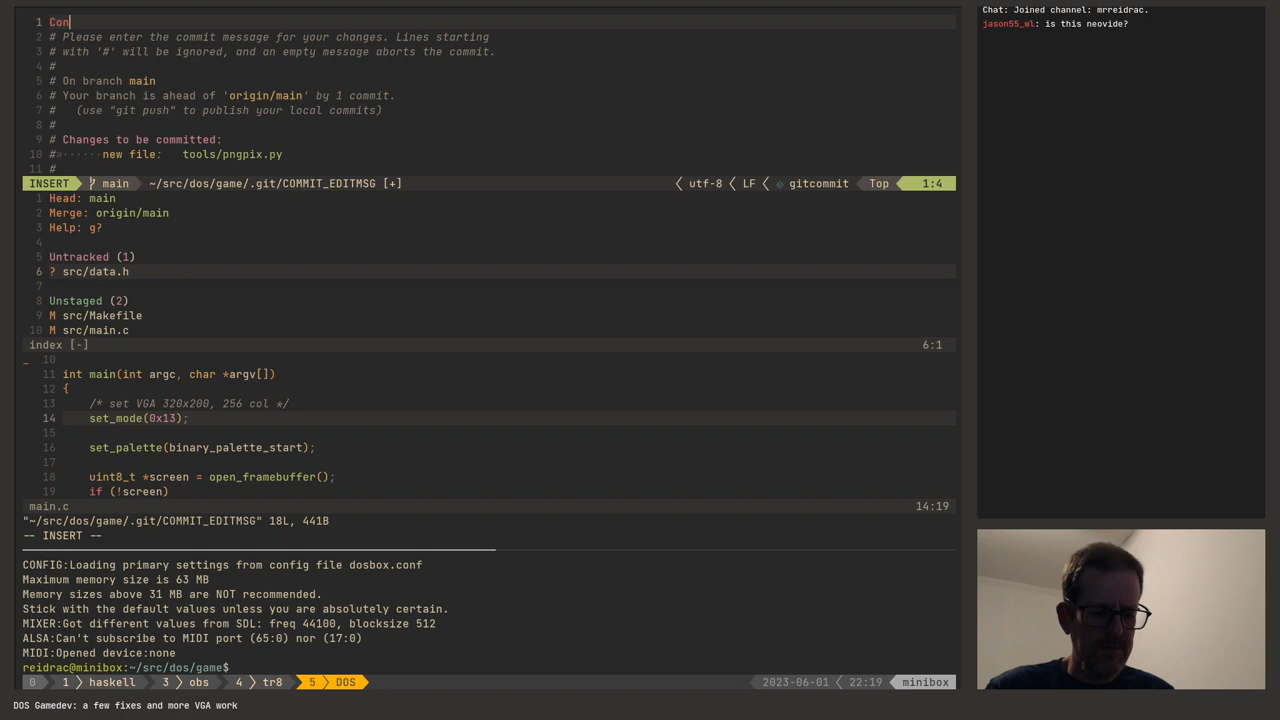 1 Con
2 # Please enter the commit message for your changes. Lines starting
3 # with '#' will be ignored, and an empty message aborts the commit.
4 #
5 # On branch main
6 # Your branch is ahead of 'origin/main' by 1 commit.
7 #   (use "git push" to publish your local commits)
8 #
9 # Changes to be committed:
10 #»······new file:   tools/pngpix.py
11 #
INSERT main ~/src/dos/game/.git/COMMIT_EDITMSG [+] utf-8 LF gitcommit Top 1:4
1 Head: main
2 Merge: origin/main
3 Help: g?
4
5 Untracked (1)
6 ? src/data.h
7
8 Unstaged (2)
9 M src/Makefile
10 M src/main.c
index [-] 6:1
_ 10
11 int main(int argc, char *argv[])
12 {
13     /* set VGA 320x200, 256 col */
14     set_mode(0x13);
15
16     set_palette(binary_palette_start);
17
18     uint8_t *screen = open_framebuffer();
19     if (!screen)
main.c 14:19
"~/src/dos/game/.git/COMMIT_EDITMSG" 18L, 441B
-- INSERT --
CONFIG:Loading primary settings from config file dosbox.conf
Maximum memory size is 63 MB
Memory sizes above 31 MB are NOT recommended.
Stick with the default values unless you are absolutely certain.
MIXER:Got different values from SDL: freq 44100, blocksize 512
ALSA:Can't subscribe to MIDI port (65:0) nor (17:0)
MIDI:Opened device:none
reidrac@minibox:~/src/dos/game$
0 1 haskell 3 obs 4 tr8 5 DOS 2023-06-01 22:19 minibox
DOS Gamedev: a few fixes and more VGA work
Chat: Joined channel: mrreidrac.
jason55_wl: is this neovide?